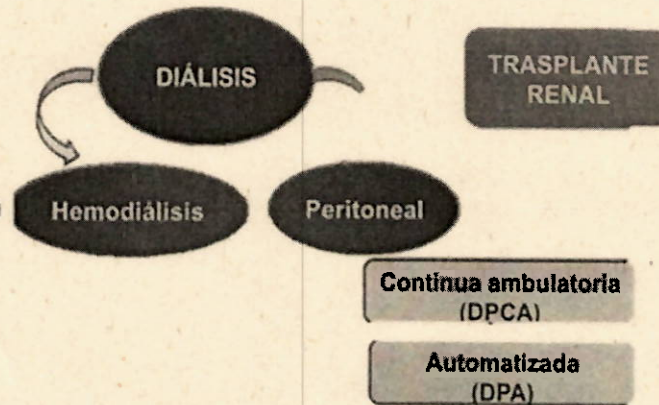 DIÁLISIS
TRASPLANTE
RENAL
Hemodiálisis
Peritoneal
Continua ambulatoria
(DPCA)
Automatizada
(DPA)